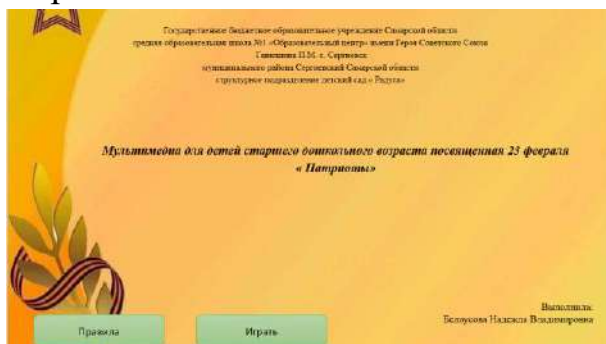 Государственное бюджетное образовательное учреждение Самарской области
средняя образовательная школа №1 «Образовательный центр» имени Героя Советского Союза
П.М. с. Сергиевск
муниципального района Сергиевский Самарской области
структурное подразделение детский сад « Радуга»
Мультимедиа для детей старшего дошкольного возраста посвященная 23 февраля
« Патриоты»
Выполнила:
Белоусова Надежда Владимировна
Правила
Играть